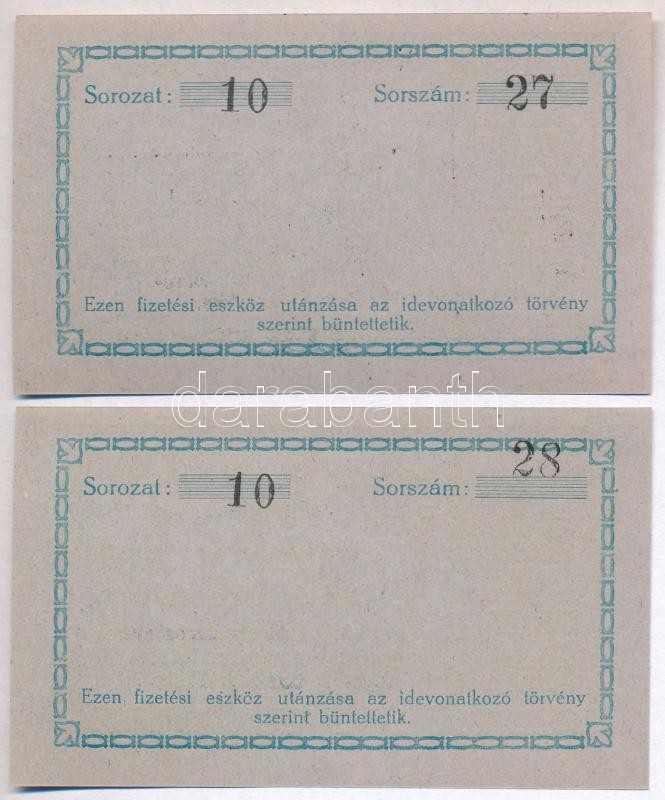 Sorozat: 10 Sorszám: 27
Ezen fizetési eszköz utánzása az idevonatkozó törvény
szerint büntettetik.
darabanth
Sorozat: 10 Sorszám: 28
Ezen fizetési eszköz utánzása az idevonatkozó törvény
szerint büntettetik.